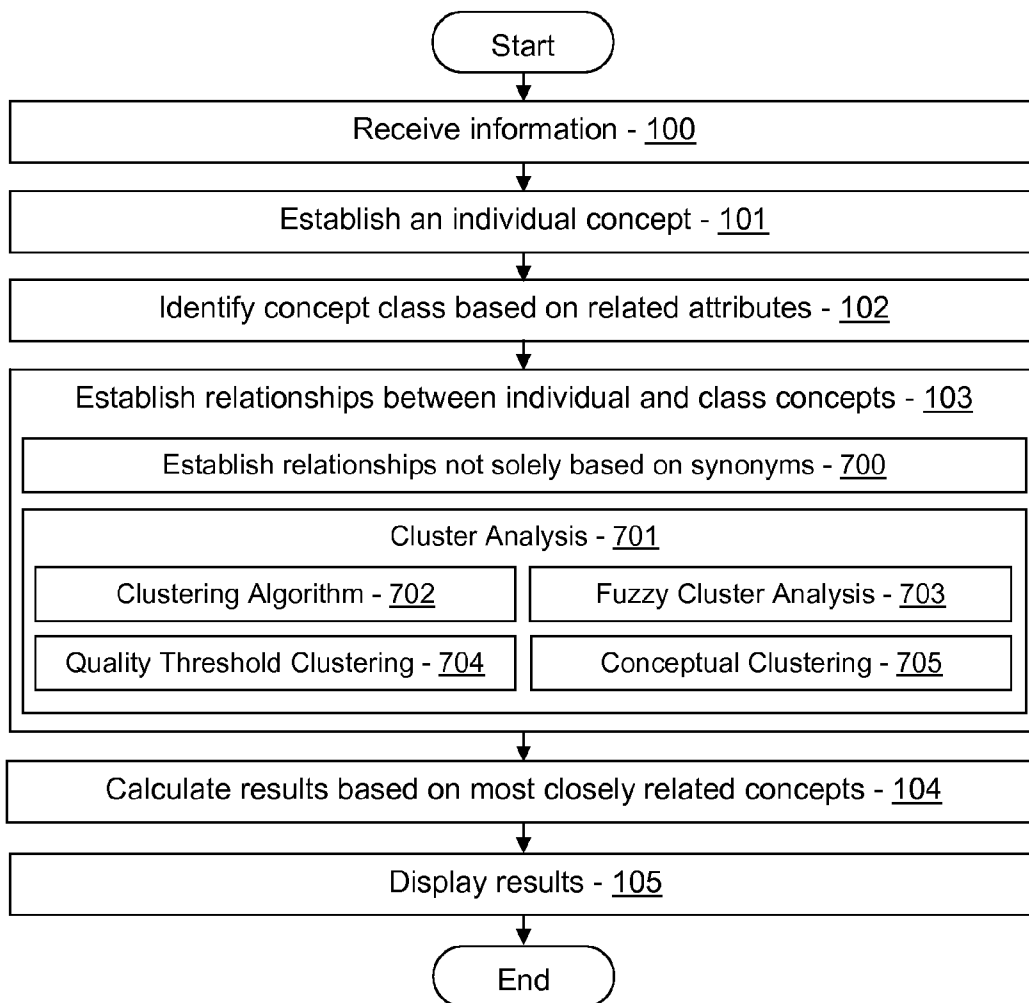 Start
Receive information - 100
Establish an individual concept - 101
Identify concept class based on related attributes - 102
Establish relationships between individual and class concepts - 103
Establish relationships not solely based on synonyms - 700
Cluster Analysis - 701
Clustering Algorithm - 702
Fuzzy Cluster Analysis - 703
Quality Threshold Clustering - 704
Conceptual Clustering - 705
Calculate results based on most closely related concepts - 104
Display results - 105
End